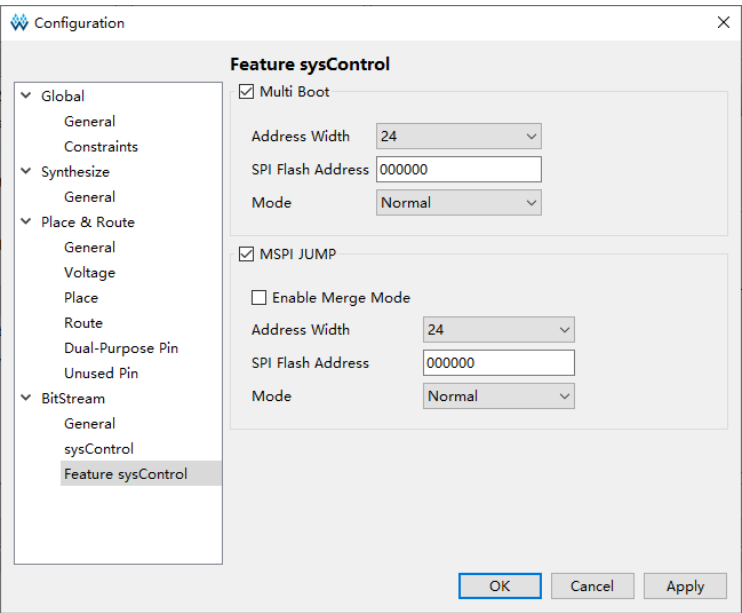 Configuration
Feature sysControl
Global
General
Constraints
Synthesize
General
Place & Route
General
Voltage
Place
Route
Dual-Purpose Pin
Unused Pin
BitStream
General
sysControl
Feature sysControl
Multi Boot
Address Width 24
SPI Flash Address 000000
Mode Normal
MSPI JUMP
Enable Merge Mode
Address Width 24
SPI Flash Address 000000
Mode Normal
OK Cancel Apply